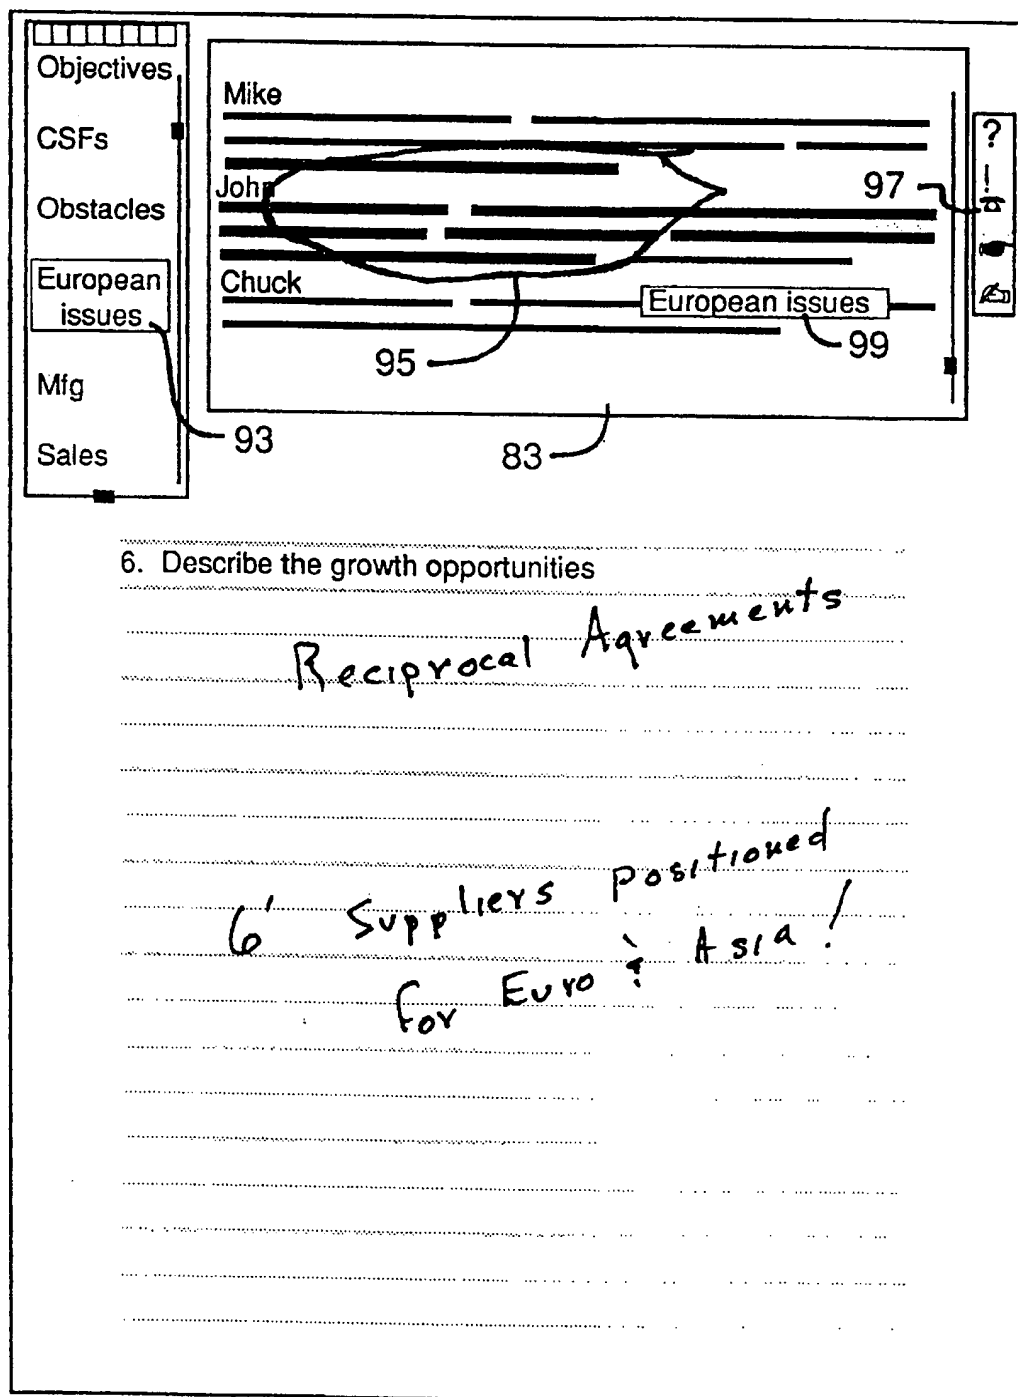 Objectives
CSFs
Obstacles
European
issues
Mfg
Sales
93
Mike
John
Chuck
European issues
95
99
83
?
!
97
6. Describe the growth opportunities
Reciprocal Agreements
6 Suppliers Positioned
for Euro & Asia!